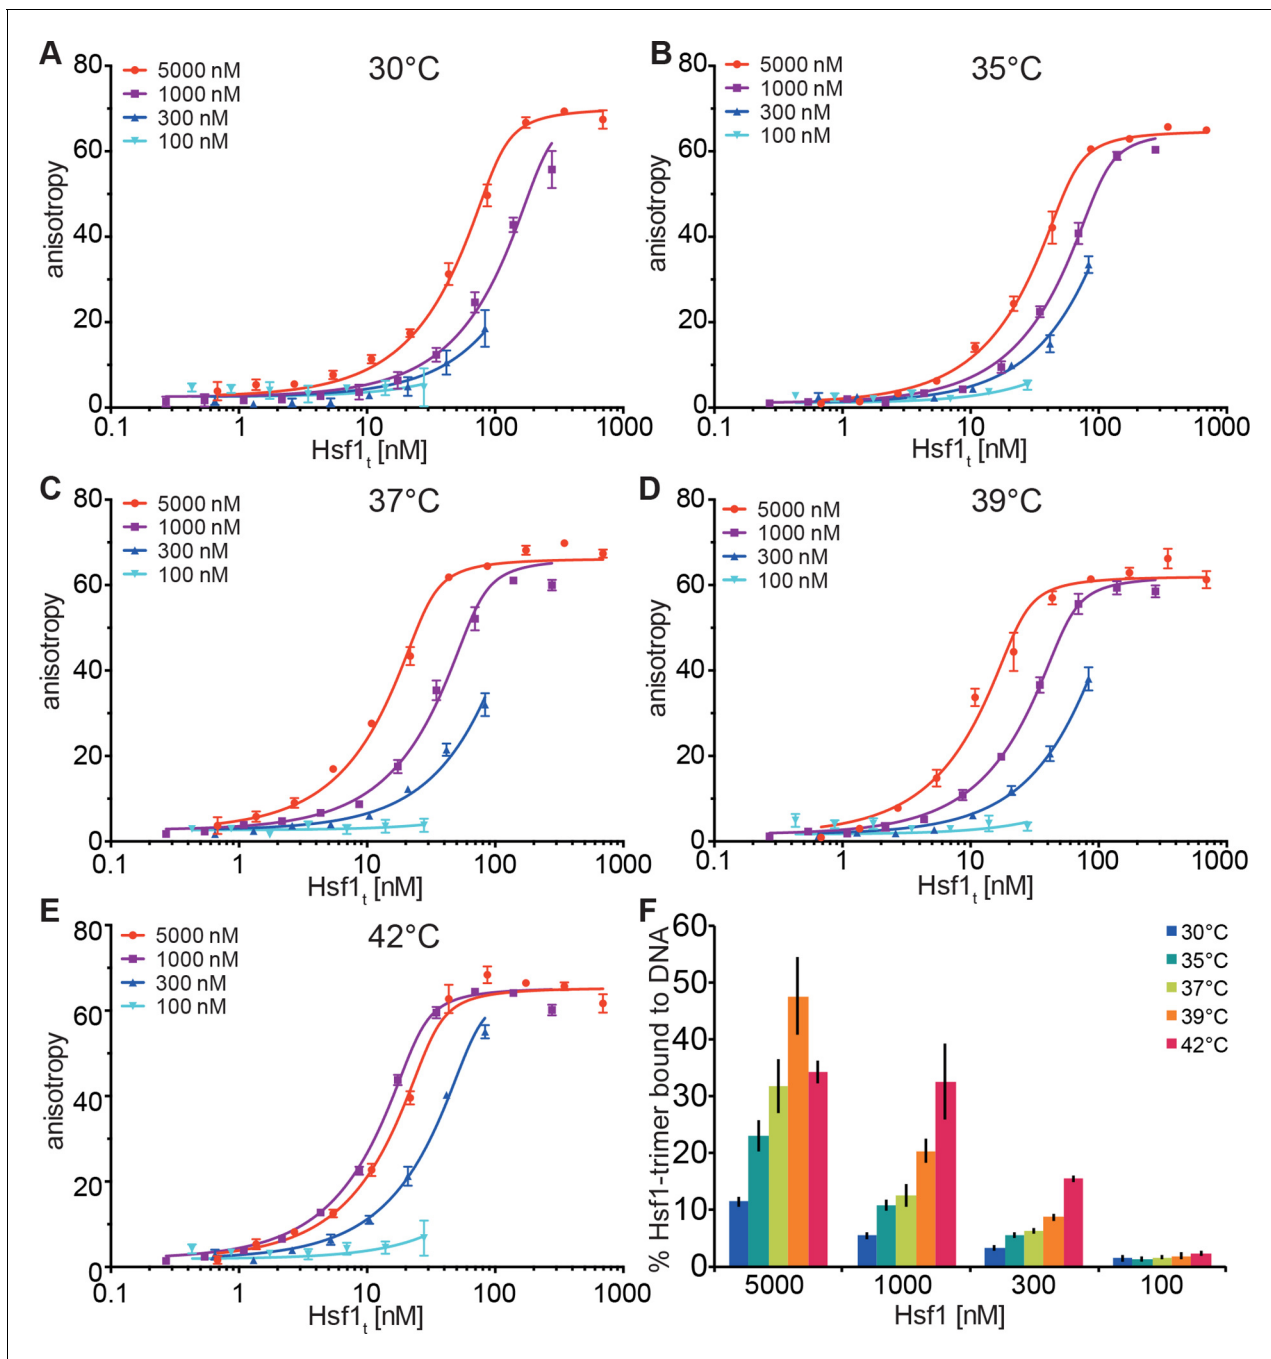 A
30°C
5000 nM
1000 nM
300 nM
100 nM
80
60
40
20
0
anisotropy
0.1 1 10 100 1000
Hsf1t [nM]
B
35°C
5000 nM
1000 nM
300 nM
100 nM
80
60
40
20
0
anisotropy
0.1 1 10 100 1000
Hsf1t [nM]
C
37°C
5000 nM
1000 nM
300 nM
100 nM
80
60
40
20
0
anisotropy
0.1 1 10 100 1000
Hsf1t [nM]
D
39°C
5000 nM
1000 nM
300 nM
100 nM
80
60
40
20
0
anisotropy
0.1 1 10 100 1000
Hsf1t [nM]
E
42°C
5000 nM
1000 nM
300 nM
100 nM
80
60
40
20
0
anisotropy
0.1 1 10 100 1000
Hsf1t [nM]
F
30°C
35°C
37°C
39°C
42°C
60
50
40
30
20
10
0
% Hsf1-trimer bound to DNA
5000 1000 300 100
Hsf1 [nM]